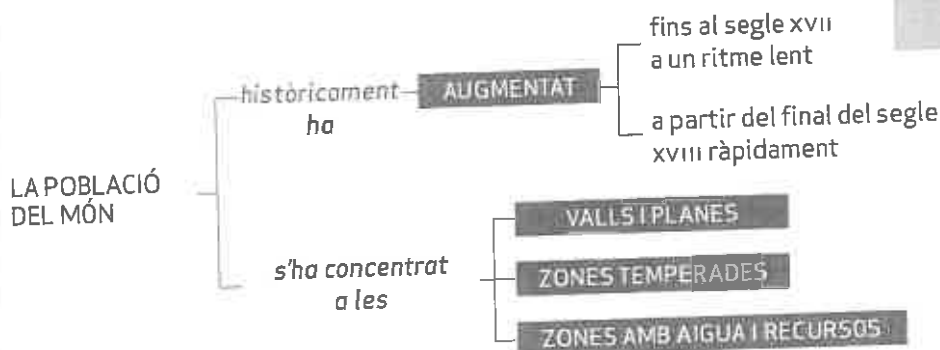 LA POBLACIÓ
DEL MÓN
històricament
ha
AUGMENTAT
fins al segle XVII
a un ritme lent
a partir del final del segle
XVIII ràpidament
s'ha concentrat
a les
VALLS I PLANES
ZONES TEMPERADES
ZONES AMB AIGUA I RECURSOS